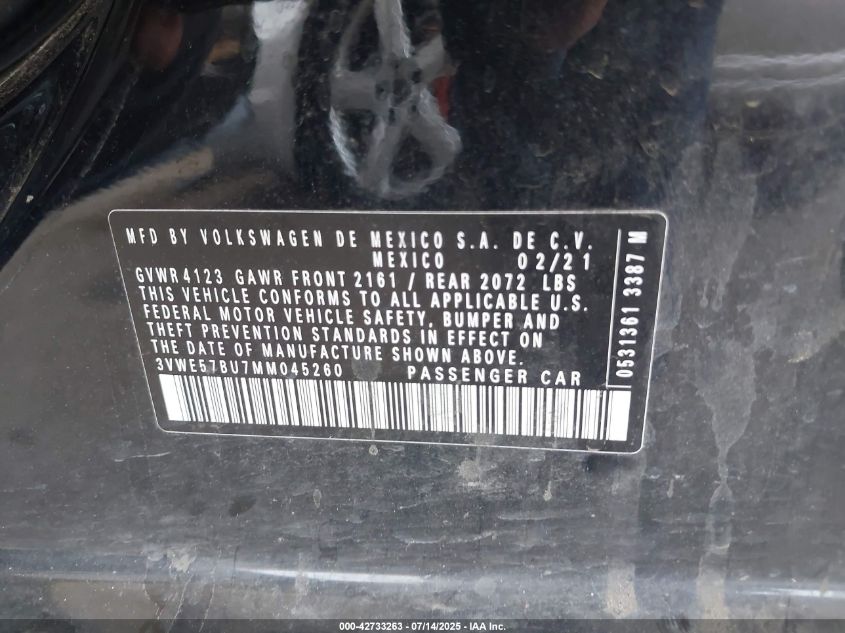 MFD BY VOLKSWAGEN DE MEXICO S.A. DE C.V.
MEXICO 02/21
GVWR 4123 GAWR FRONT 2161 / REAR 2072 LBS
THIS VEHICLE CONFORMS TO ALL APPLICABLE U.S.
FEDERAL MOTOR VEHICLE SAFETY, BUMPER AND
THEFT PREVENTION STANDARDS IN EFFECT ON
THE DATE OF MANUFACTURE SHOWN ABOVE.
3VWE57BU7MM045260 PASSENGER CAR
0531361 3387 M
000-42733263 - 07/14/2025 - IAA Inc.